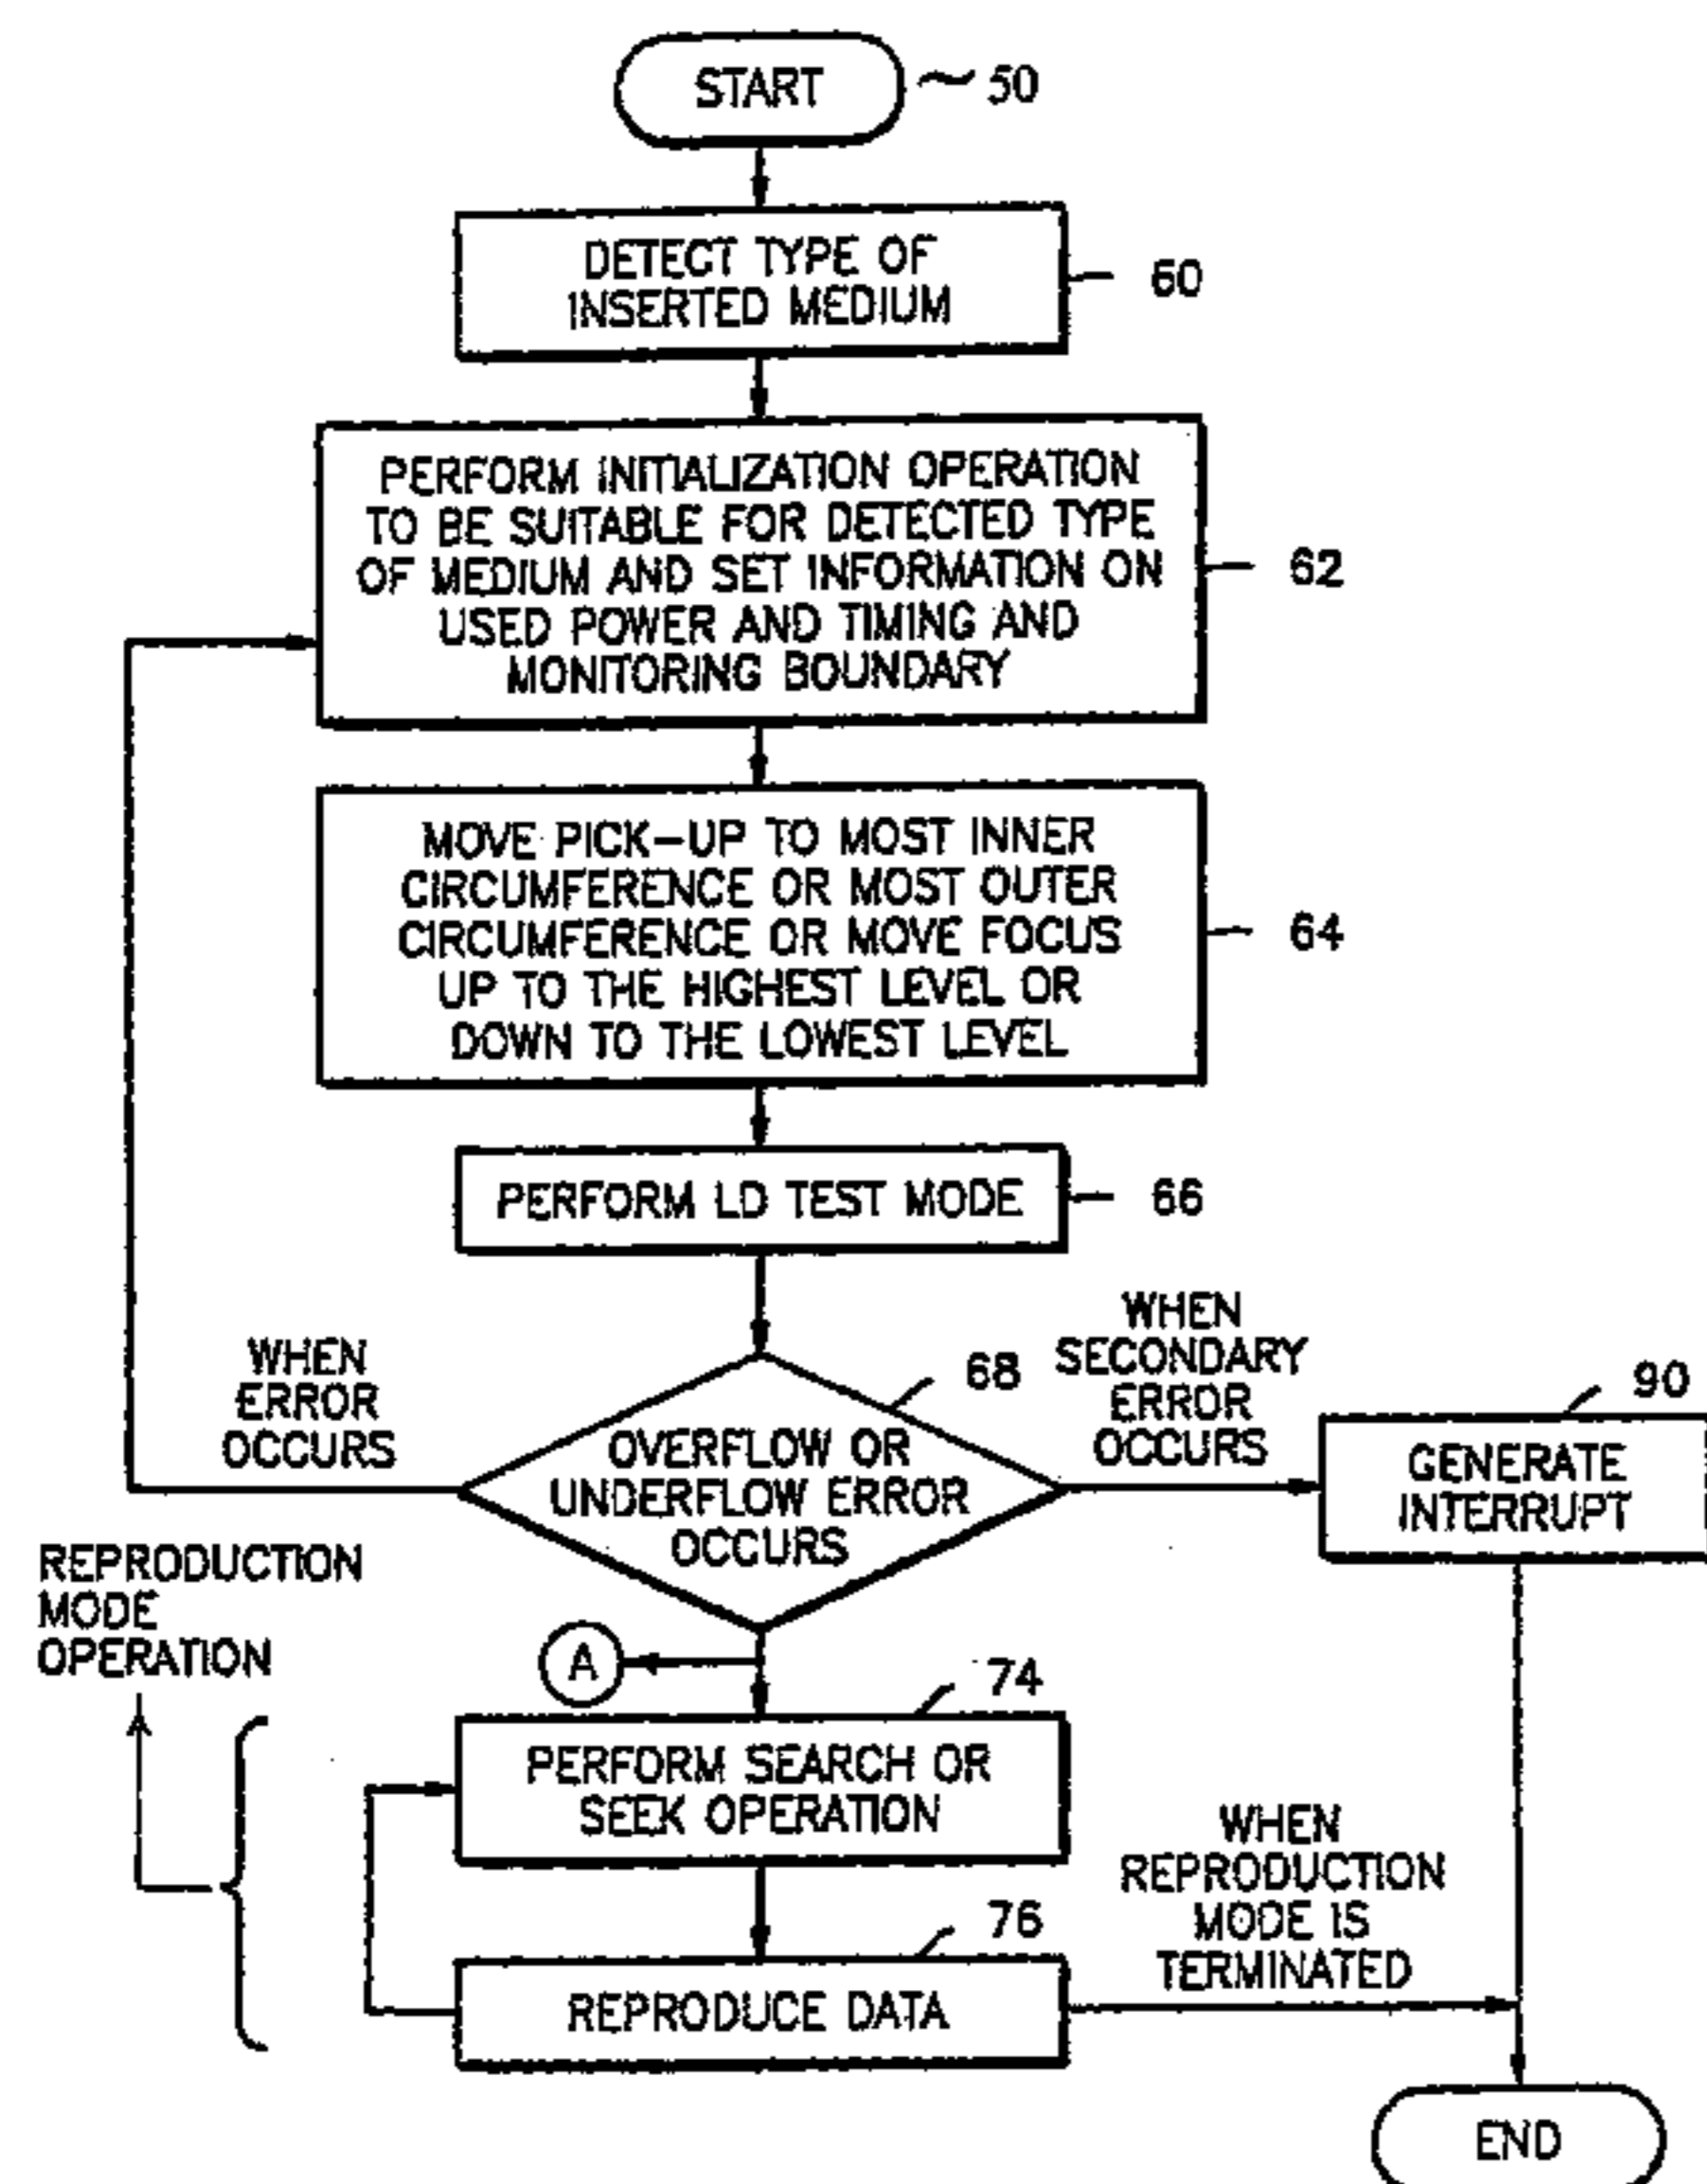 START
50
DETECT TYPE OF
INSERTED MEDIUM
60
PERFORM INITIALIZATION OPERATION
TO BE SUITABLE FOR DETECTED TYPE
OF MEDIUM AND SET INFORMATION ON
USED POWER AND TIMING AND
MONITORING BOUNDARY
62
MOVE PICK-UP TO MOST INNER
CIRCUMFERENCE OR MOST OUTER
CIRCUMFERENCE OR MOVE FOCUS
UP TO THE HIGHEST LEVEL OR
DOWN TO THE LOWEST LEVEL
64
PERFORM LD TEST MODE
66
WHEN
ERROR
OCCURS
68
OVERFLOW OR
UNDERFLOW ERROR
OCCURS
WHEN
SECONDARY
ERROR
OCCURS
90
GENERATE
INTERRUPT
REPRODUCTION
MODE
OPERATION
A
74
PERFORM SEARCH OR
SEEK OPERATION
76
REPRODUCE DATA
WHEN
REPRODUCTION
MODE IS
TERMINATED
END